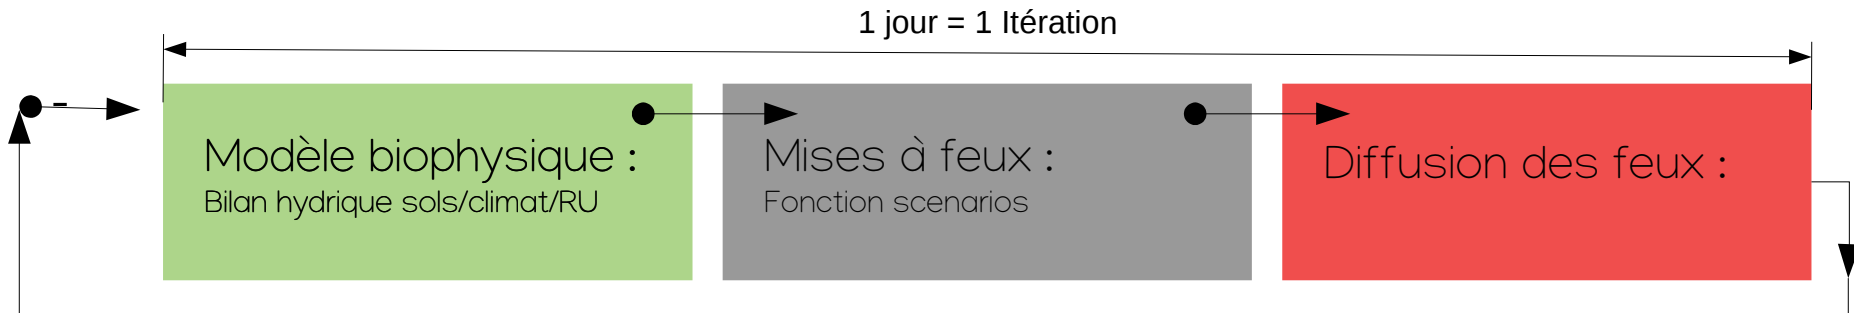 1 jour = 1 Itération
-
Modèle biophysique :
Bilan hydrique sols/climat/RU
Mises à feux :
Fonction scenarios
Diffusion des feux :